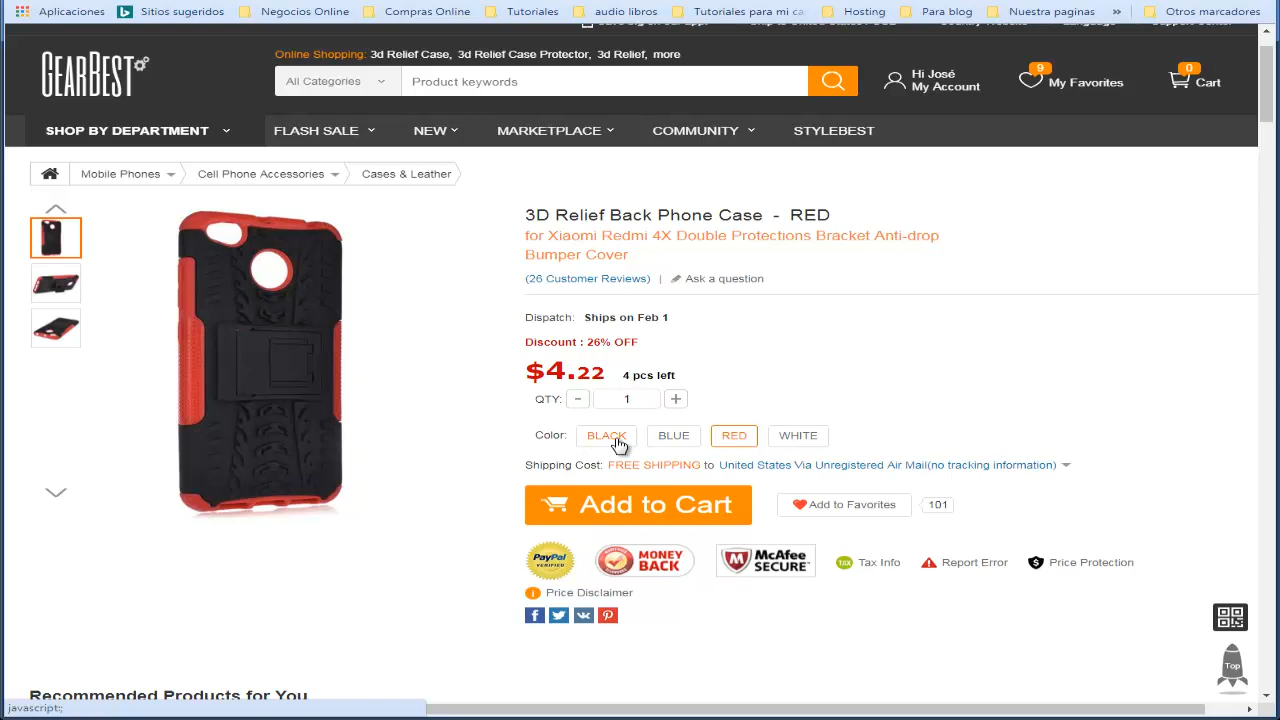 Aplicaciones Sitios sugeridos Negocios Online Compras Online Tutoriales audio libros Tutoriales para mi ca Hosting Para blog Nuestra paginas » Otros marcadores
GEARBEST
Online Shopping: 3d Relief Case, 3d Relief Case Protector, 3d Relief, more
All Categories Product keywords
Hi José
My Account
9
My Favorites
0
Cart
SHOP BY DEPARTMENT FLASH SALE NEW MARKETPLACE COMMUNITY STYLEBEST
Mobile Phones Cell Phone Accessories Cases & Leather
3D Relief Back Phone Case - RED
for Xiaomi Redmi 4X Double Protections Bracket Anti-drop
Bumper Cover
(26 Customer Reviews) | Ask a question
Dispatch: Ships on Feb 1
Discount : 26% OFF
$4.22 4 pcs left
QTY: - 1 +
Color: BLACK BLUE RED WHITE
Shipping Cost: FREE SHIPPING to United States Via Unregistered Air Mail(no tracking information)
Add to Cart Add to Favorites 101
PayPal
VERIFIED
MONEY
BACK
McAfee
SECURE
TAX Tax Info Report Error $ Price Protection
i Price Disclaimer
Top
Recommended Products for You
javascript:;